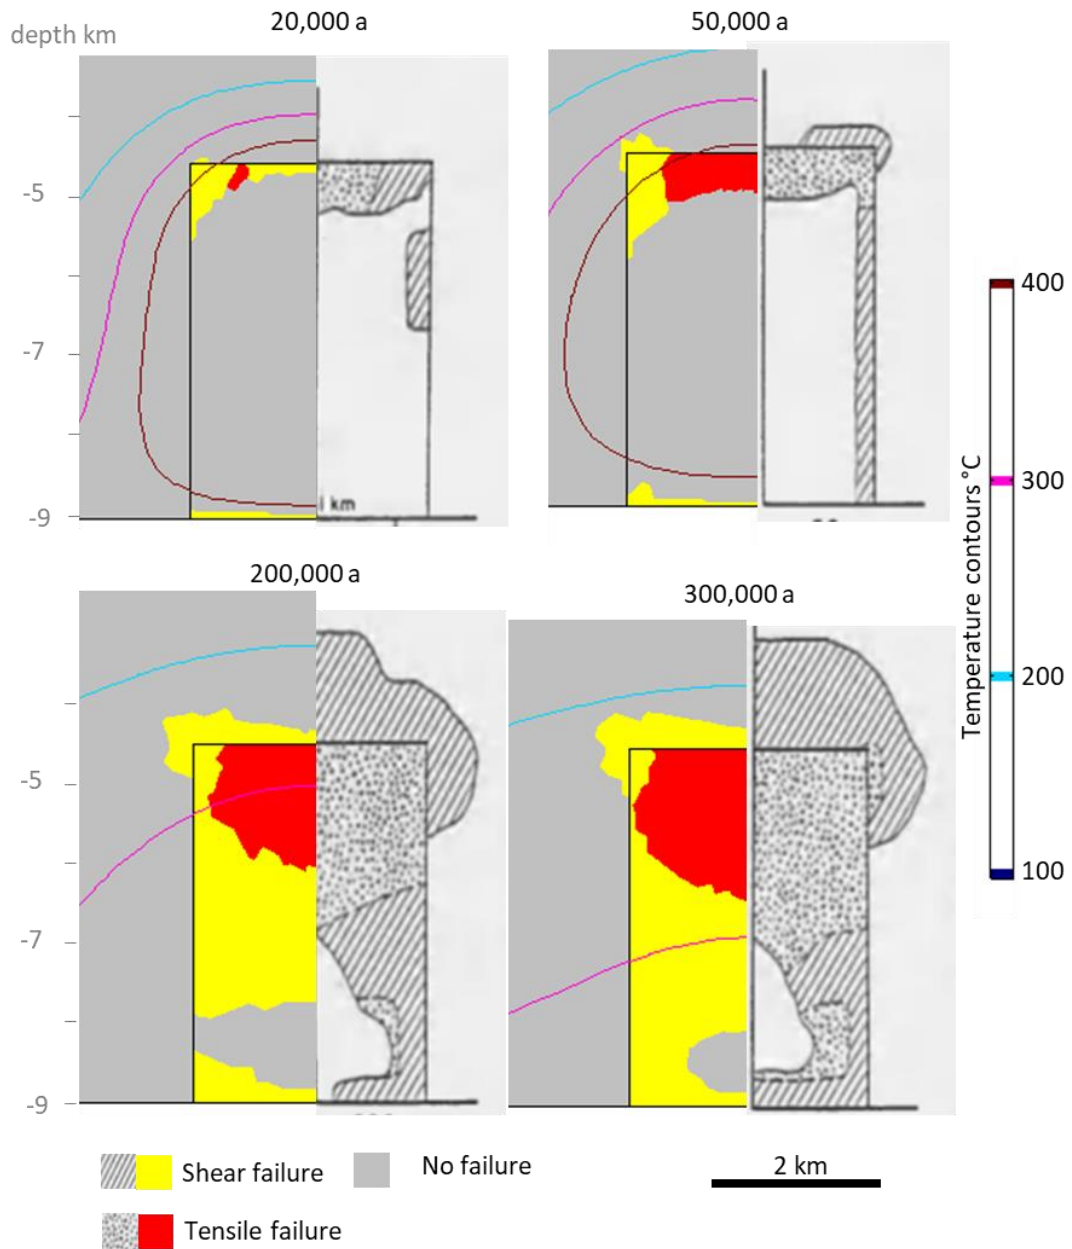 20,000 a
50,000 a
depth km
-5
-7
-9
l km
400
300
200
100
Temperature contours °C
200,000 a
300,000 a
-5
-7
-9
Shear failure
No failure
2 km
Tensile failure